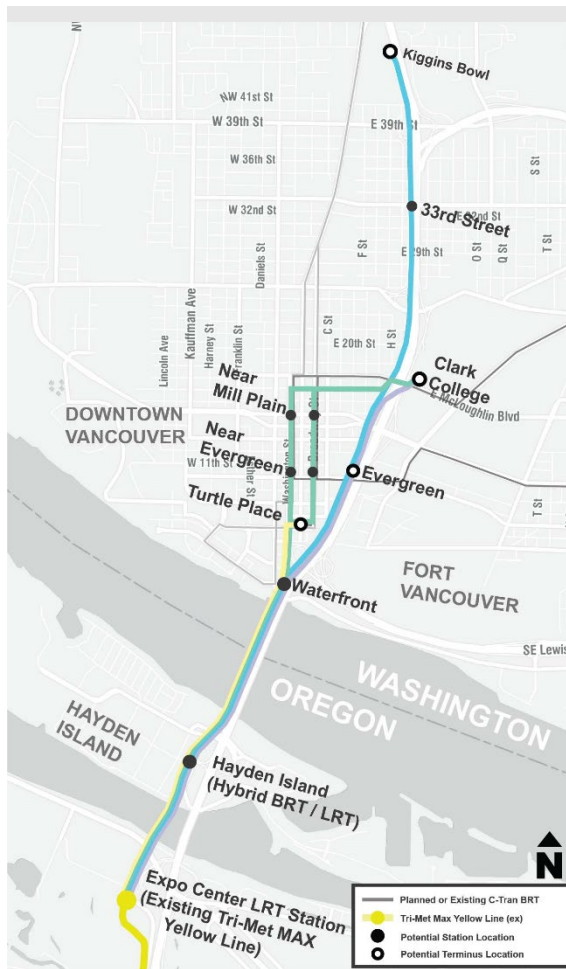 Kiggins Bowl
NW 41st St
W 39th St
E 39th St
W 36th St
S St
W 32nd St
33rd Street
F St
E 29th St
O St
Q St
T St
Daniels St
Kauffman Ave
Harney St
Franklin St
Lincoln Ave
C St
E 20th St
H St
Clark
College
E McLoughlin Blvd
Near
Mill Plain
DOWNTOWN
VANCOUVER
Near
Evergreen
W 11th St
Washington St
Evergreen
Turtle Place
T St
Waterfront
FORT
VANCOUVER
SE Lewis
WASHINGTON
OREGON
HAYDEN
ISLAND
Hayden Island
(Hybrid BRT / LRT)
Expo Center LRT Station
(Existing Tri-Met MAX
Yellow Line)
N
Planned or Existing C-Tran BRT
Tri-Met Max Yellow Line (ex)
Potential Station Location
Potential Terminus Location